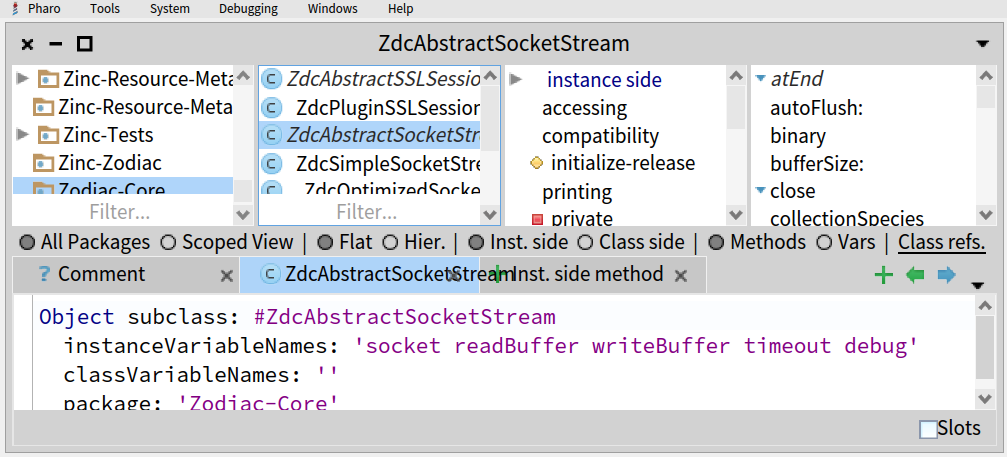 Pharo Tools System Debugging Windows Help
ZdcAbstractSocketStream
Zinc-Resource-Meta
Zinc-Resource-Meta
Zinc-Tests
Zinc-Zodiac
Zodiac-Core
Filter...
ZdcAbstractSSLSessio
ZdcPluginSSLSession
ZdcAbstractSocketStr
ZdcSimpleSocketStre
ZdcOptimizedSocke
Filter...
instance side
accessing
compatibility
initialize-release
printing
private
atEnd
autoFlush:
binary
bufferSize:
close
collectionSpecies
All Packages Scoped View | Flat Hier. | Inst. side Class side | Methods Vars | Class refs.
? Comment ZdcAbstractSocketStream Inst. side method
Object subclass: #ZdcAbstractSocketStream
instanceVariableNames: 'socket readBuffer writeBuffer timeout debug'
classVariableNames: ''
package: 'Zodiac-Core'
Slots